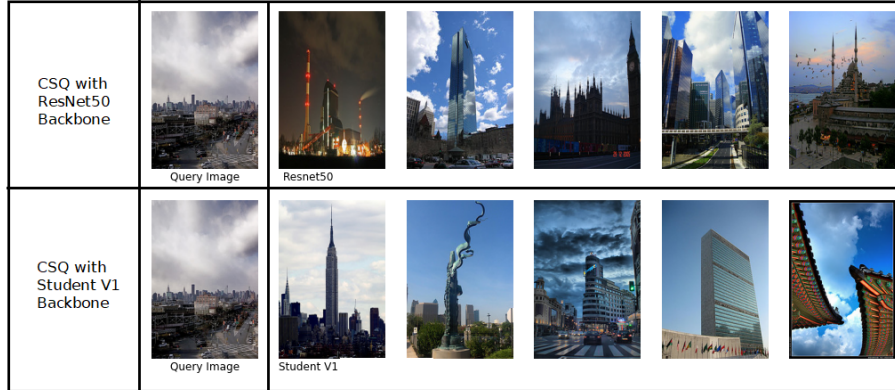 CSQ with
ResNet50
Backbone
Query Image
Resnet50
CSQ with
Student V1
Backbone
Query Image
Student V1